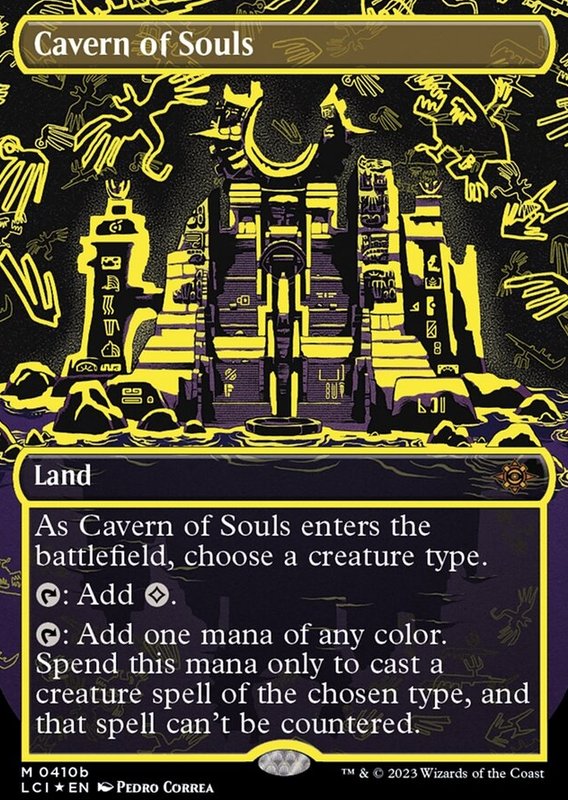 Cavern of Souls
Land
As Cavern of Souls enters the
battlefield, choose a creature type.
: Add .
: Add one mana of any color.
Spend this mana only to cast a
creature spell of the chosen type, and
that spell can't be countered.
M 0410b
LCI ★ EN Pedro Correa
™ & © 2023 Wizards of the Coast